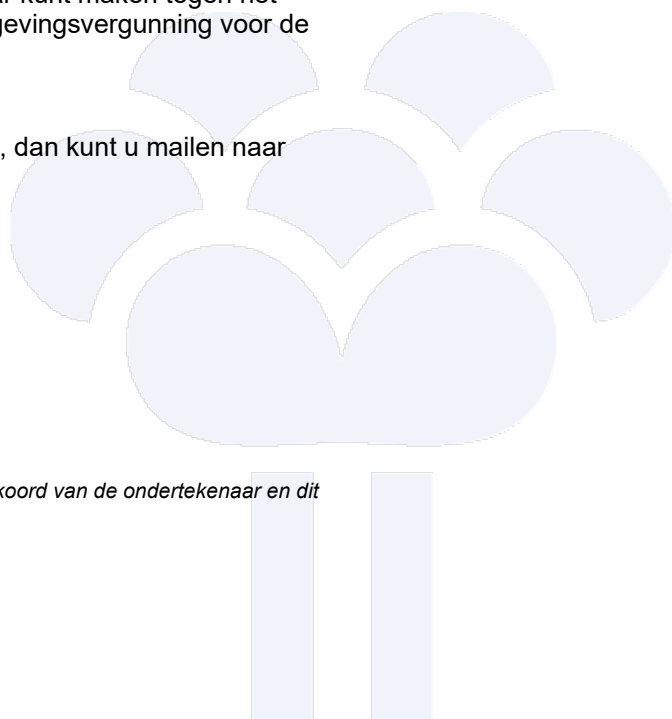 kunt maken tegen het
gevingsvergunning voor de
, dan kunt u mailen naar
koord van de ondertekenaar en dit